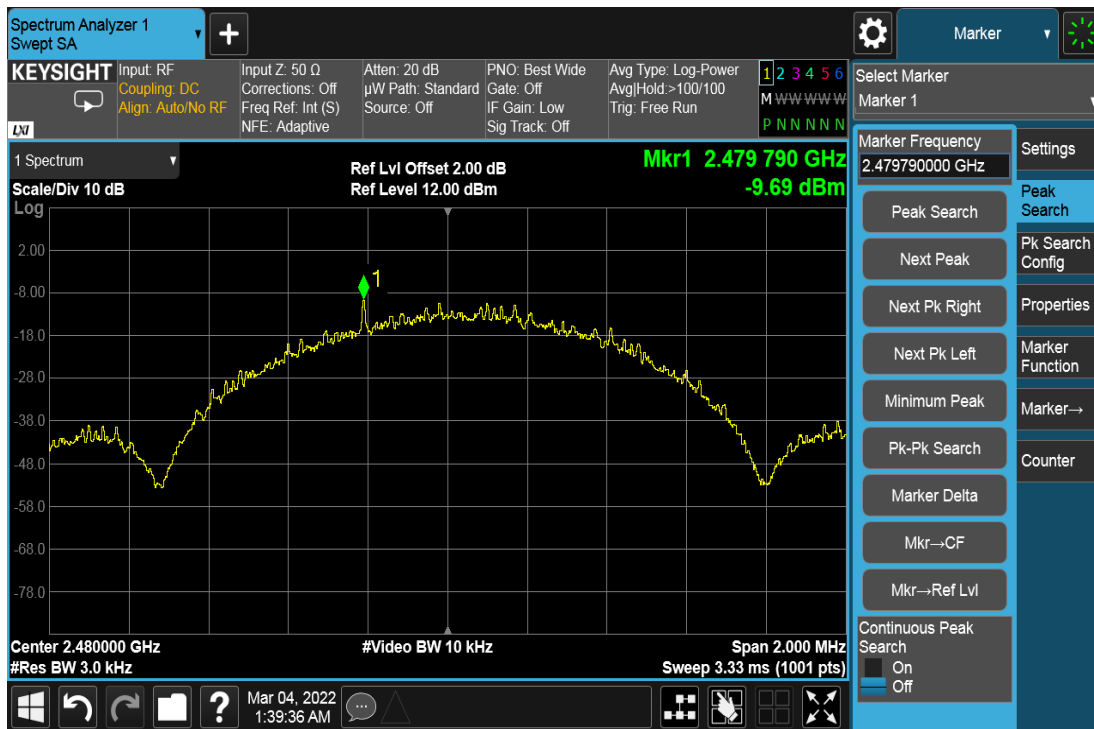 Spectrum Analyzer 1
Swept SA
+
Marker
KEYSIGHT
LXI
Input: RF
Coupling: DC
Align: Auto/No RF
Input Z: 50 Ω
Corrections: Off
Freq Ref: Int (S)
NFE: Adaptive
Atten: 20 dB
µW Path: Standard
Source: Off
PNO: Best Wide
Gate: Off
IF Gain: Low
Sig Track: Off
Avg Type: Log-Power
Avg|Hold:>100/100
Trig: Free Run
1 2 3 4 5 6
M W W W W W
P N N N N N
Select Marker
Marker 1
1 Spectrum
Scale/Div 10 dB
Log
Ref Lvl Offset 2.00 dB
Ref Level 12.00 dBm
Mkr1 2.479 790 GHz
-9.69 dBm
1
2.00
-8.00
-18.0
-28.0
-38.0
-48.0
-58.0
-68.0
-78.0
Center 2.480000 GHz
#Res BW 3.0 kHz
#Video BW 10 kHz
Span 2.000 MHz
Sweep 3.33 ms (1001 pts)
Marker Frequency
2.479790000 GHz
Peak Search
Next Peak
Next Pk Right
Next Pk Left
Minimum Peak
Pk-Pk Search
Marker Delta
Mkr→CF
Mkr→Ref Lvl
Continuous Peak
Search
On
Off
Settings
Peak
Search
Pk Search
Config
Properties
Marker
Function
Marker→
Counter
?
Mar 04, 2022
1:39:36 AM